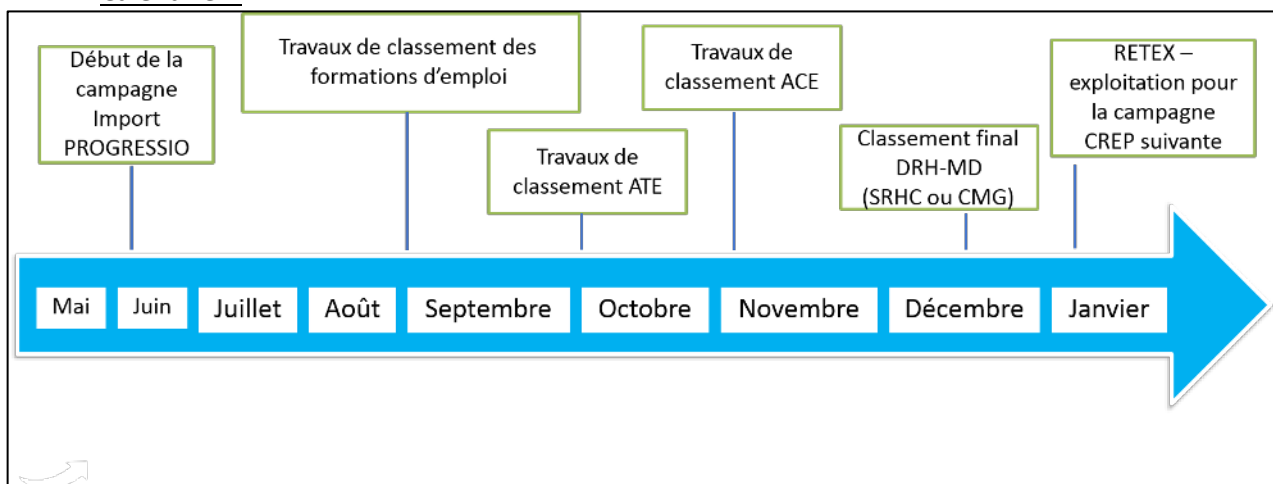 Début de la
campagne
Import
PROGRESSIO
Travaux de classement des
formations d'emploi
Travaux de
classement ATE
Travaux de
classement ACE
Classement final
DRH-MD
(SRHC ou CMG)
RETEX –
exploitation pour
la campagne
CREP suivante
Mai
Juin
Juillet
Août
Septembre
Octobre
Novembre
Décembre
Janvier